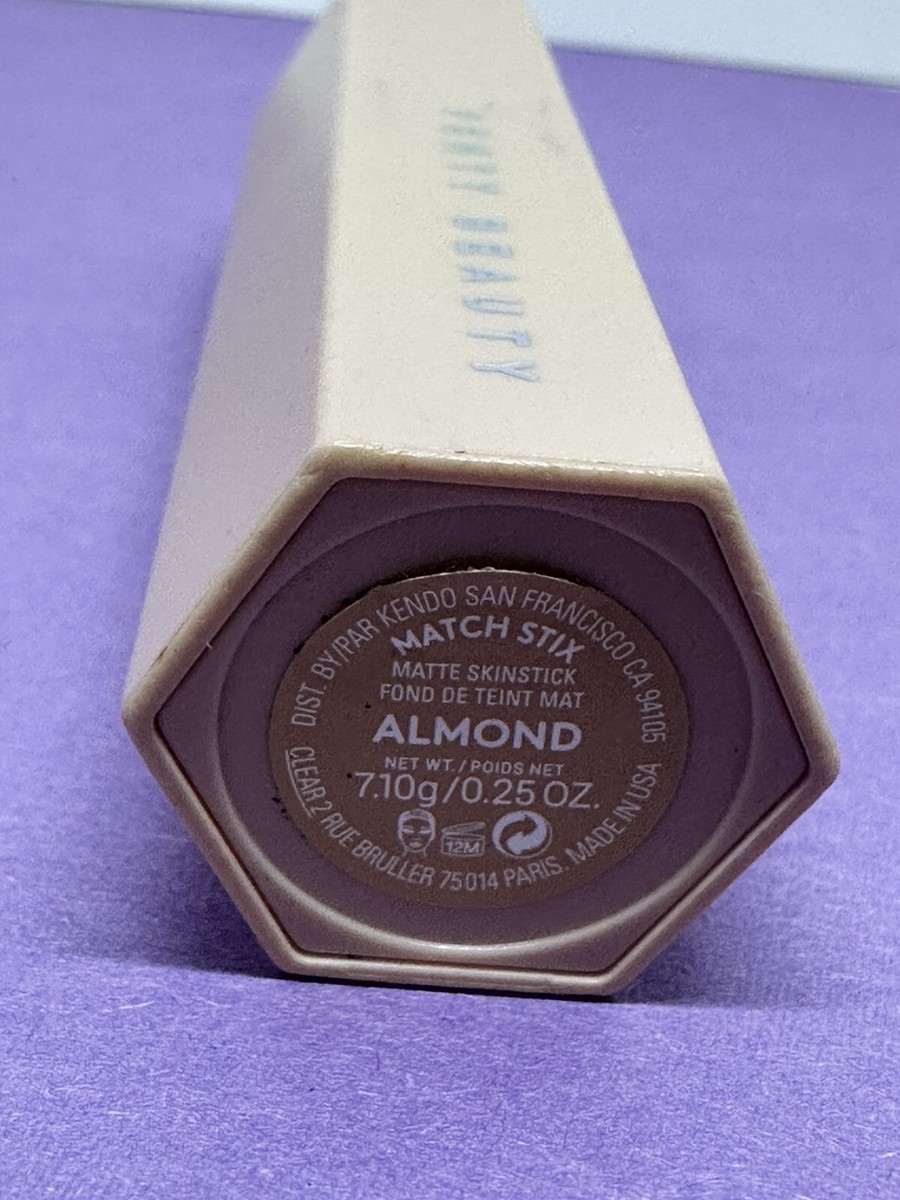 FENTY BEAUTY
DIST. BY/PAR KENDO SAN FRANCISCO CA 94105
MATCH STIX
MATTE SKINSTICK
FOND DE TEINT MAT
ALMOND
NET WT./POIDS NET
7.10g/0.25 OZ.
12M
CLEAR 2 RUE BRULLER 75014 PARIS. MADE IN USA